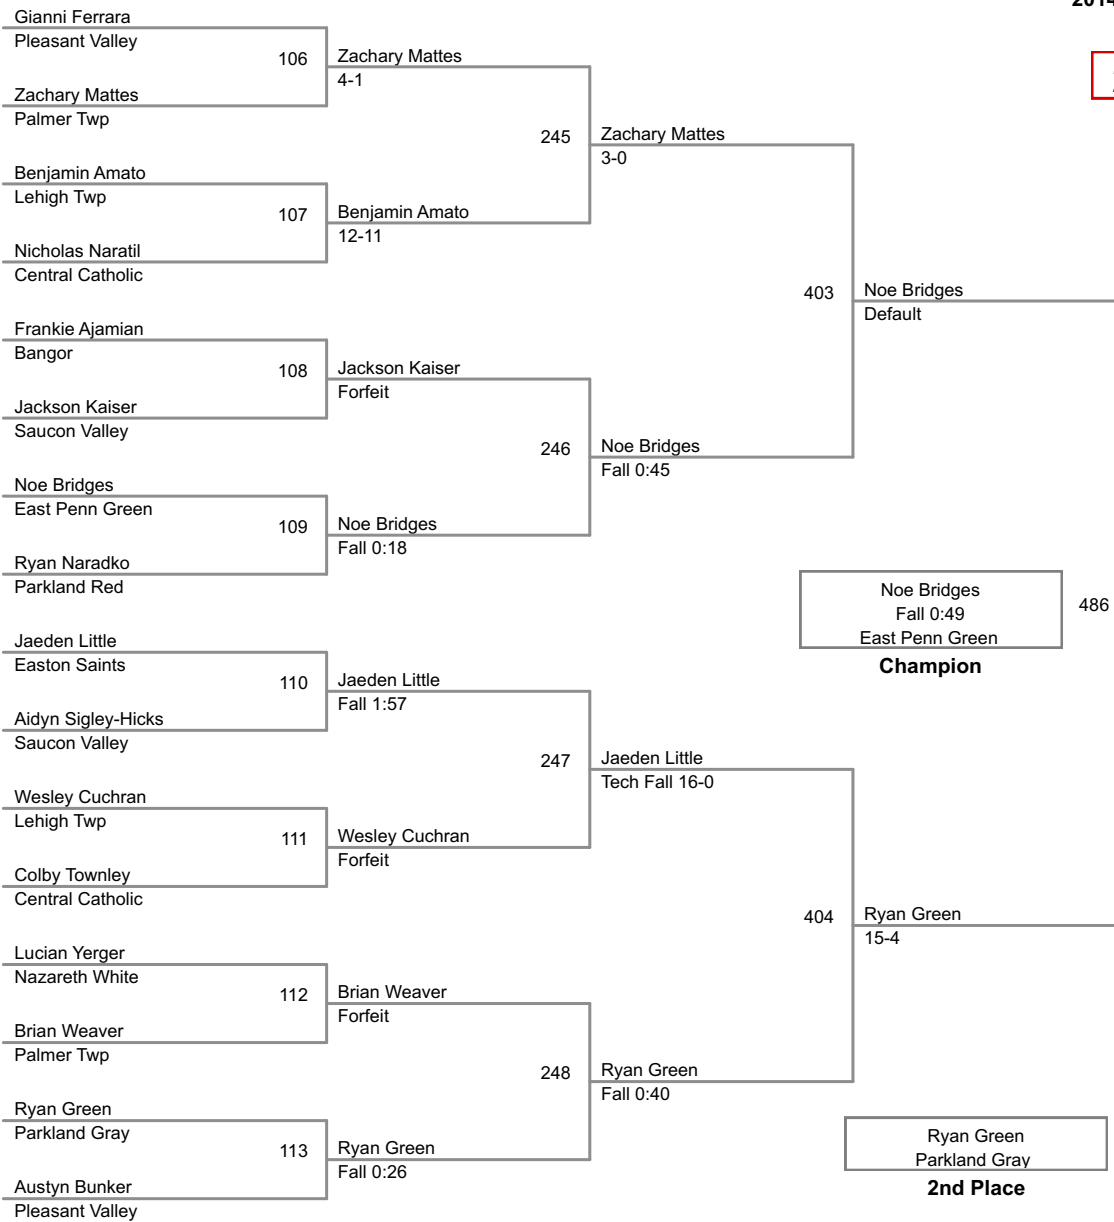 2014
Gianni Ferrara
Pleasant Valley
106
Zachary Mattes
4-1
Zachary Mattes
Palmer Twp
245
Zachary Mattes
3-0
Benjamin Amato
Lehigh Twp
107
Benjamin Amato
12-11
Nicholas Naratil
Central Catholic
403
Noe Bridges
Default
Frankie Ajamian
Bangor
108
Jackson Kaiser
Forfeit
Jackson Kaiser
Saucon Valley
246
Noe Bridges
Fall 0:45
Noe Bridges
East Penn Green
109
Noe Bridges
Fall 0:18
Ryan Naradko
Parkland Red
Noe Bridges
Fall 0:49
East Penn Green
486
Champion
Jaeden Little
Easton Saints
110
Jaeden Little
Fall 1:57
Aidyn Sigley-Hicks
Saucon Valley
247
Jaeden Little
Tech Fall 16-0
Wesley Cuchran
Lehigh Twp
111
Wesley Cuchran
Forfeit
Colby Townley
Central Catholic
404
Ryan Green
15-4
Lucian Yerger
Nazareth White
112
Brian Weaver
Forfeit
Brian Weaver
Palmer Twp
248
Ryan Green
Fall 0:40
Ryan Green
Parkland Gray
113
Ryan Green
Fall 0:26
Austyn Bunker
Pleasant Valley
Ryan Green
Parkland Gray
2nd Place